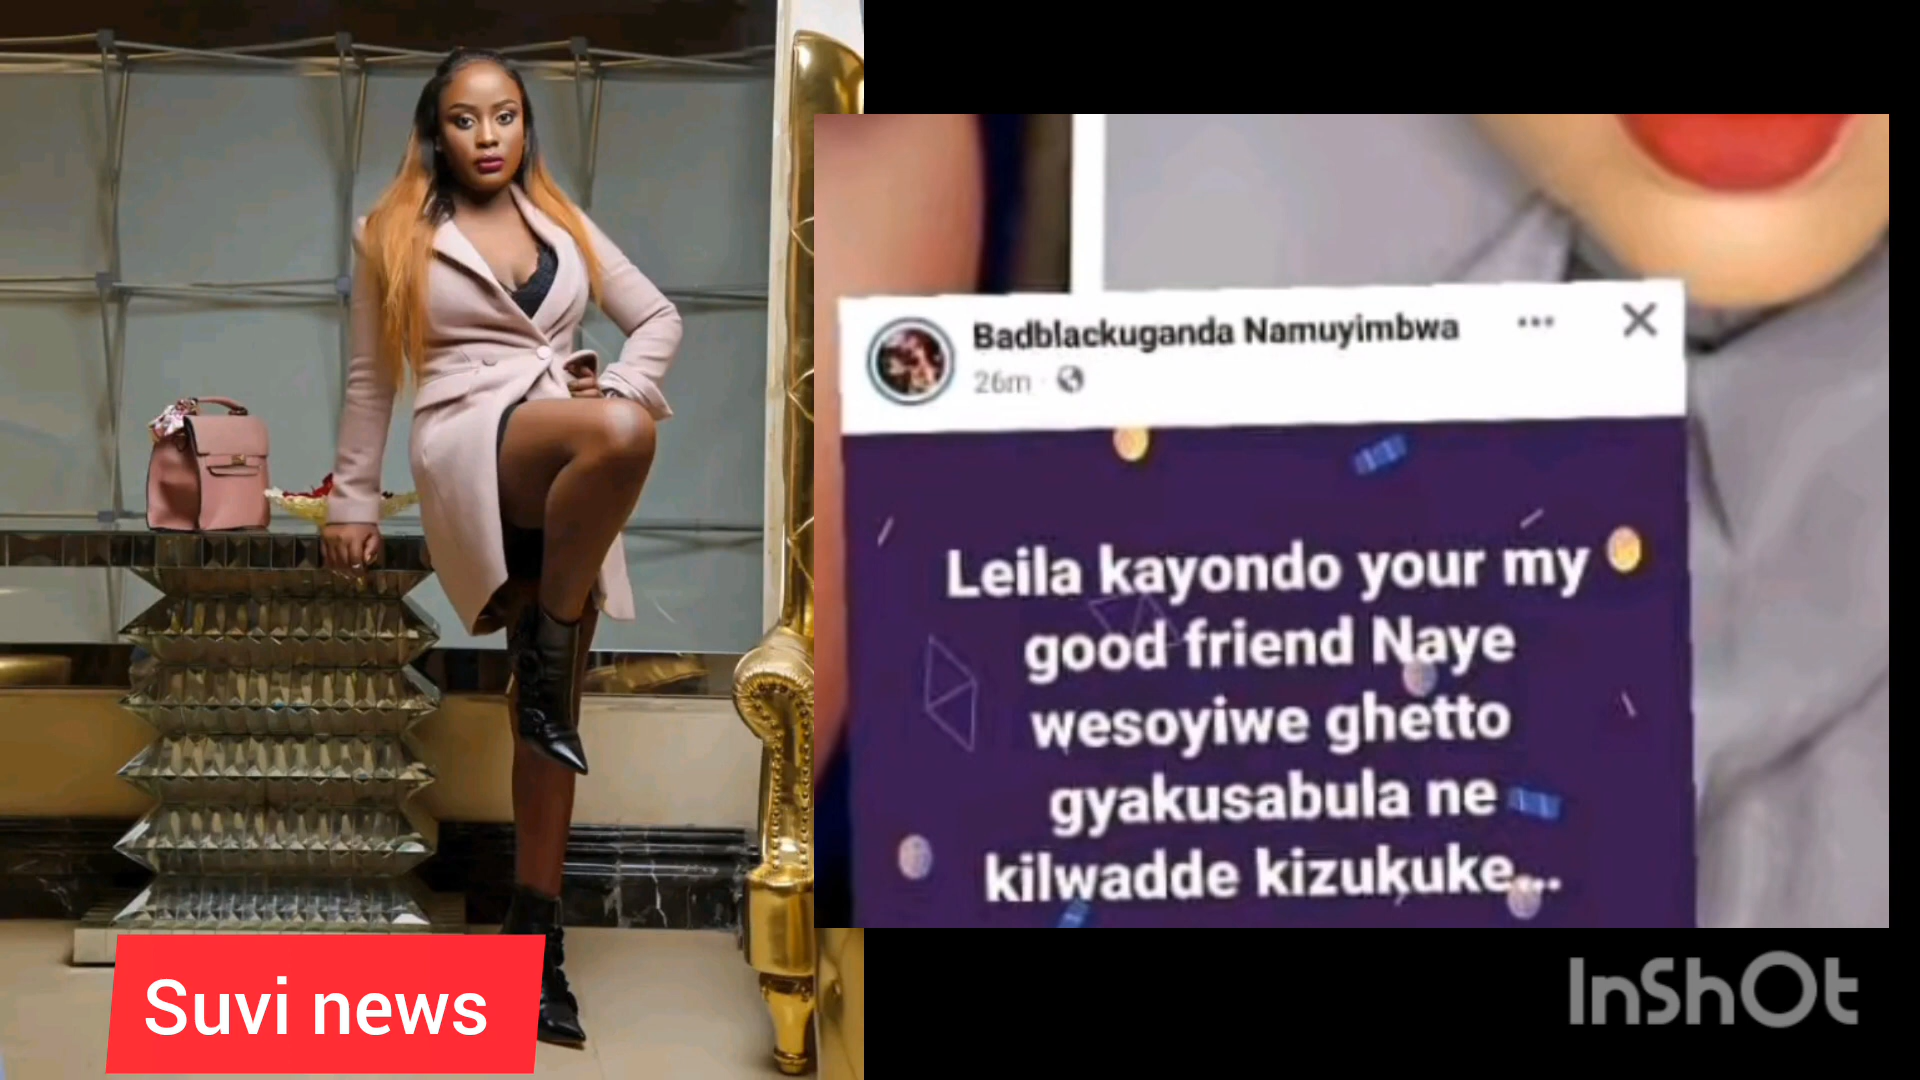 Badblackuganda Namuyimbwa
26m
Leila kayondo your my
good friend Naye
wesoyiwe ghetto
gyakusabula ne
kilwadde kizukuke...
Suvi news
InShOt